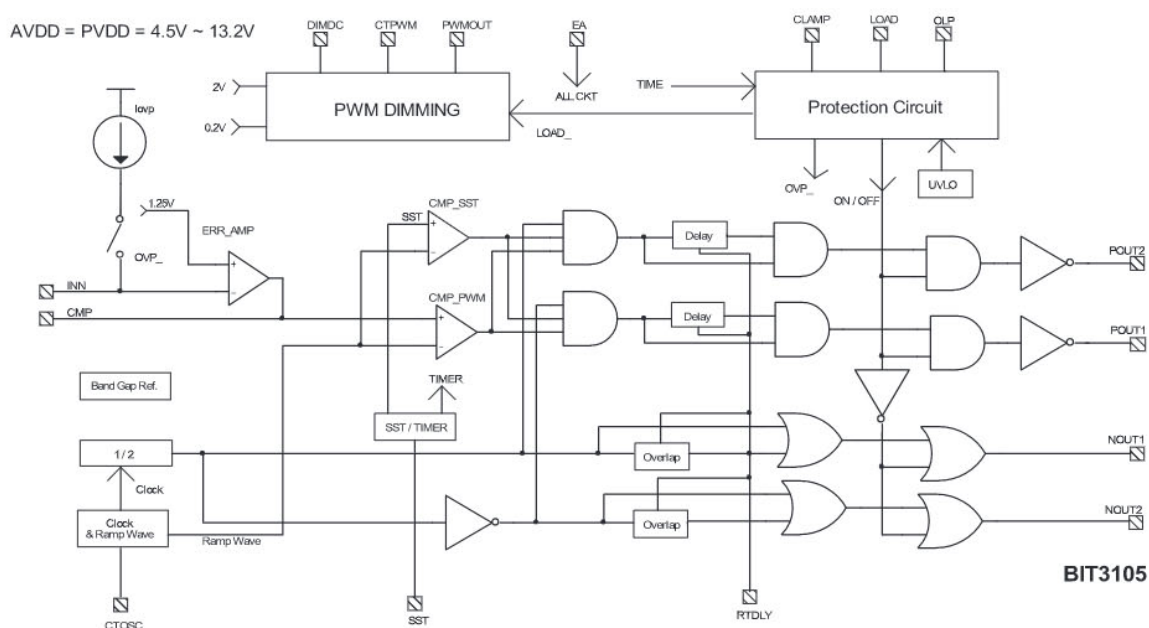 AVDD = PVDD = 4.5V ~ 13.2V
DIMDC
CTPWM
PWMOUT
EA
CLAMP
LOAD
OLP
2V
0.2V
PWM DIMMING
ALL CKT
TIME
LOAD_
Protection Circuit
Iovp
OVP_
ON / OFF
UVLO
1.25V
ERR_AMP
OVP_
SST
CMP_SST
Delay
POUT2
INN
CMP
CMP_PWM
Delay
POUT1
Band Gap Ref.
TIMER
SST / TIMER
1 / 2
Overlap
NOUT1
Clock
Clock
& Ramp Wave
Ramp Wave
Overlap
NOUT2
BIT3105
CTOSC
SST
RTDLY